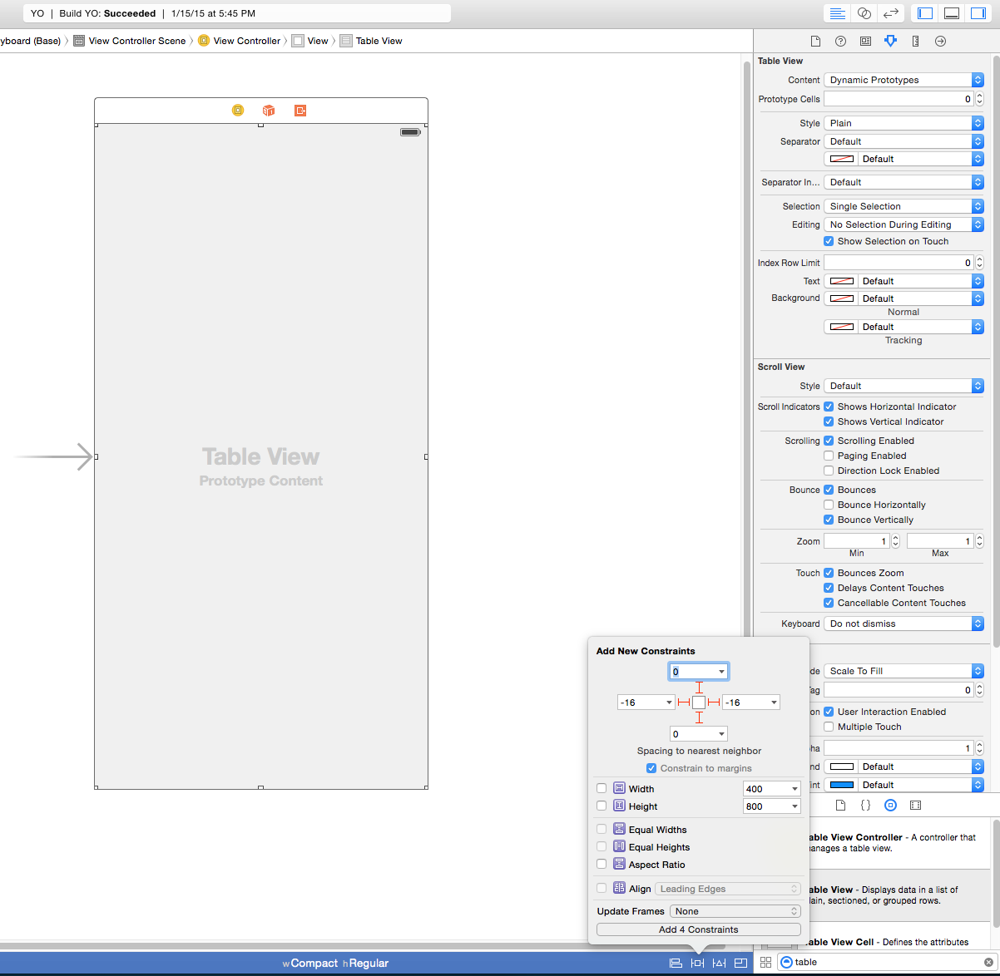 YO | Build YO: Succeeded | 1/15/15 at 5:45 PM
yboard (Base) View Controller Scene View Controller View Table View
Table View
Prototype Content
Table View
Content Dynamic Prototypes
Prototype Cells 0
Style Plain
Separator Default
Default
Separator In... Default
Selection Single Selection
Editing No Selection During Editing
Show Selection on Touch
Index Row Limit 0
Text Default
Background Default
Normal
Default
Tracking
Scroll View
Style Default
Scroll Indicators Shows Horizontal Indicator
Shows Vertical Indicator
Scrolling Scrolling Enabled
Paging Enabled
Direction Lock Enabled
Bounce Bounces
Bounce Horizontally
Bounce Vertically
Zoom 1 1
Min Max
Touch Bounces Zoom
Delays Content Touches
Cancellable Content Touches
Keyboard Do not dismiss
de Scale To Fill
ag 0
on User Interaction Enabled
Multiple Touch
ha 1
nd Default
int Default
able View Controller - A controller that
anages a table view.
able View - Displays data in a list of
lain, sectioned, or grouped rows.
able View Cell - Defines the attributes
table
Add New Constraints
0
-16 -16
0
Spacing to nearest neighbor
Constrain to margins
Width 400
Height 800
Equal Widths
Equal Heights
Aspect Ratio
Align Leading Edges
Update Frames None
Add 4 Constraints
wCompact hRegular